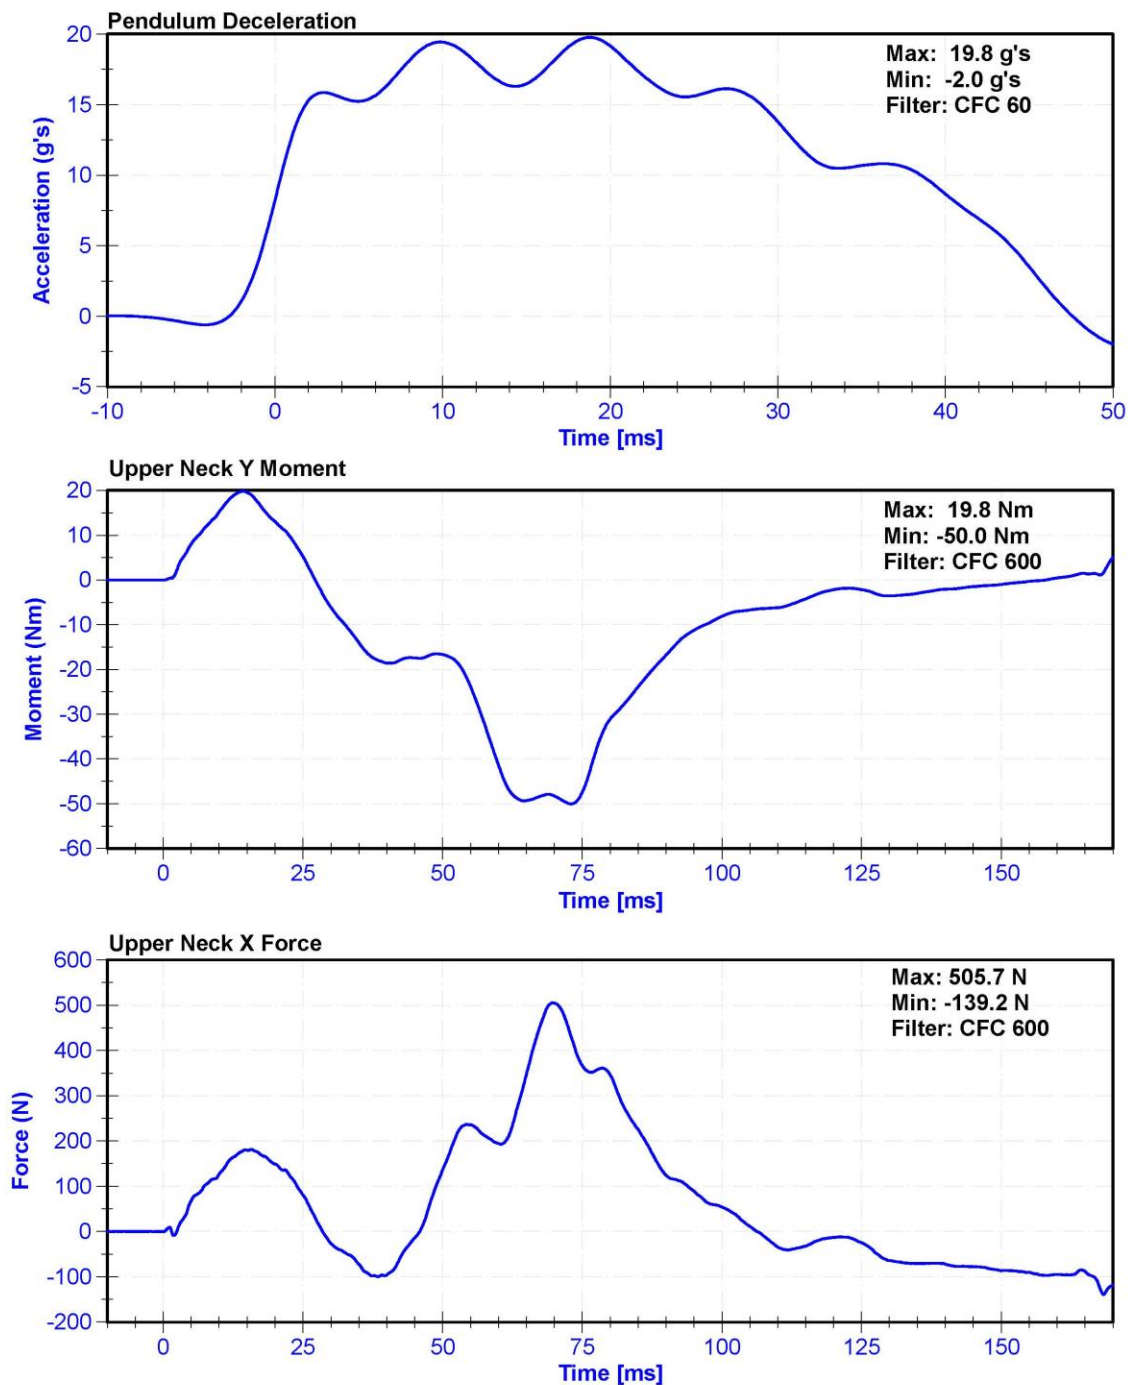 Pendulum Deceleration
Max: 19.8 g's
Min: -2.0 g's
Filter: CFC 60
Acceleration (g's)
20
15
10
5
0
-5
-10 0 10 20 30 40 50
Time [ms]
Upper Neck Y Moment
Max: 19.8 Nm
Min: -50.0 Nm
Filter: CFC 600
Moment (Nm)
20
10
0
-10
-20
-30
-40
-50
-60
0 25 50 75 100 125 150
Time [ms]
Upper Neck X Force
Max: 505.7 N
Min: -139.2 N
Filter: CFC 600
Force (N)
600
500
400
300
200
100
0
-100
-200
0 25 50 75 100 125 150
Time [ms]